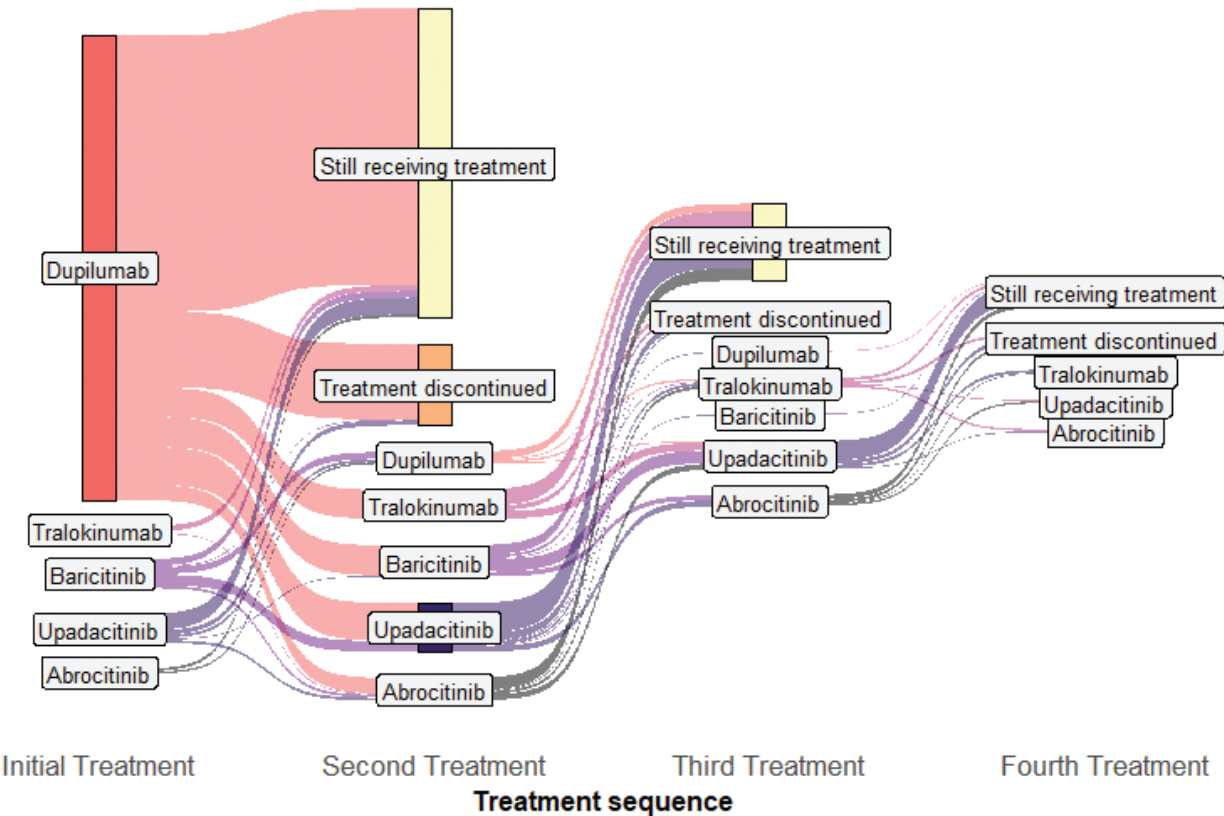 Dupilumab
Tralokinumab
Baricitinib
Upadacitinib
Abrocitinib
Still receiving treatment
Treatment discontinued
Dupilumab
Tralokinumab
Baricitinib
Upadacitinib
Abrocitinib
Still receiving treatment
Treatment discontinued
Dupilumab
Tralokinumab
Baricitinib
Upadacitinib
Abrocitinib
Still receiving treatment
Treatment discontinued
Tralokinumab
Upadacitinib
Abrocitinib
Initial Treatment
Second Treatment
Third Treatment
Fourth Treatment
Treatment sequence